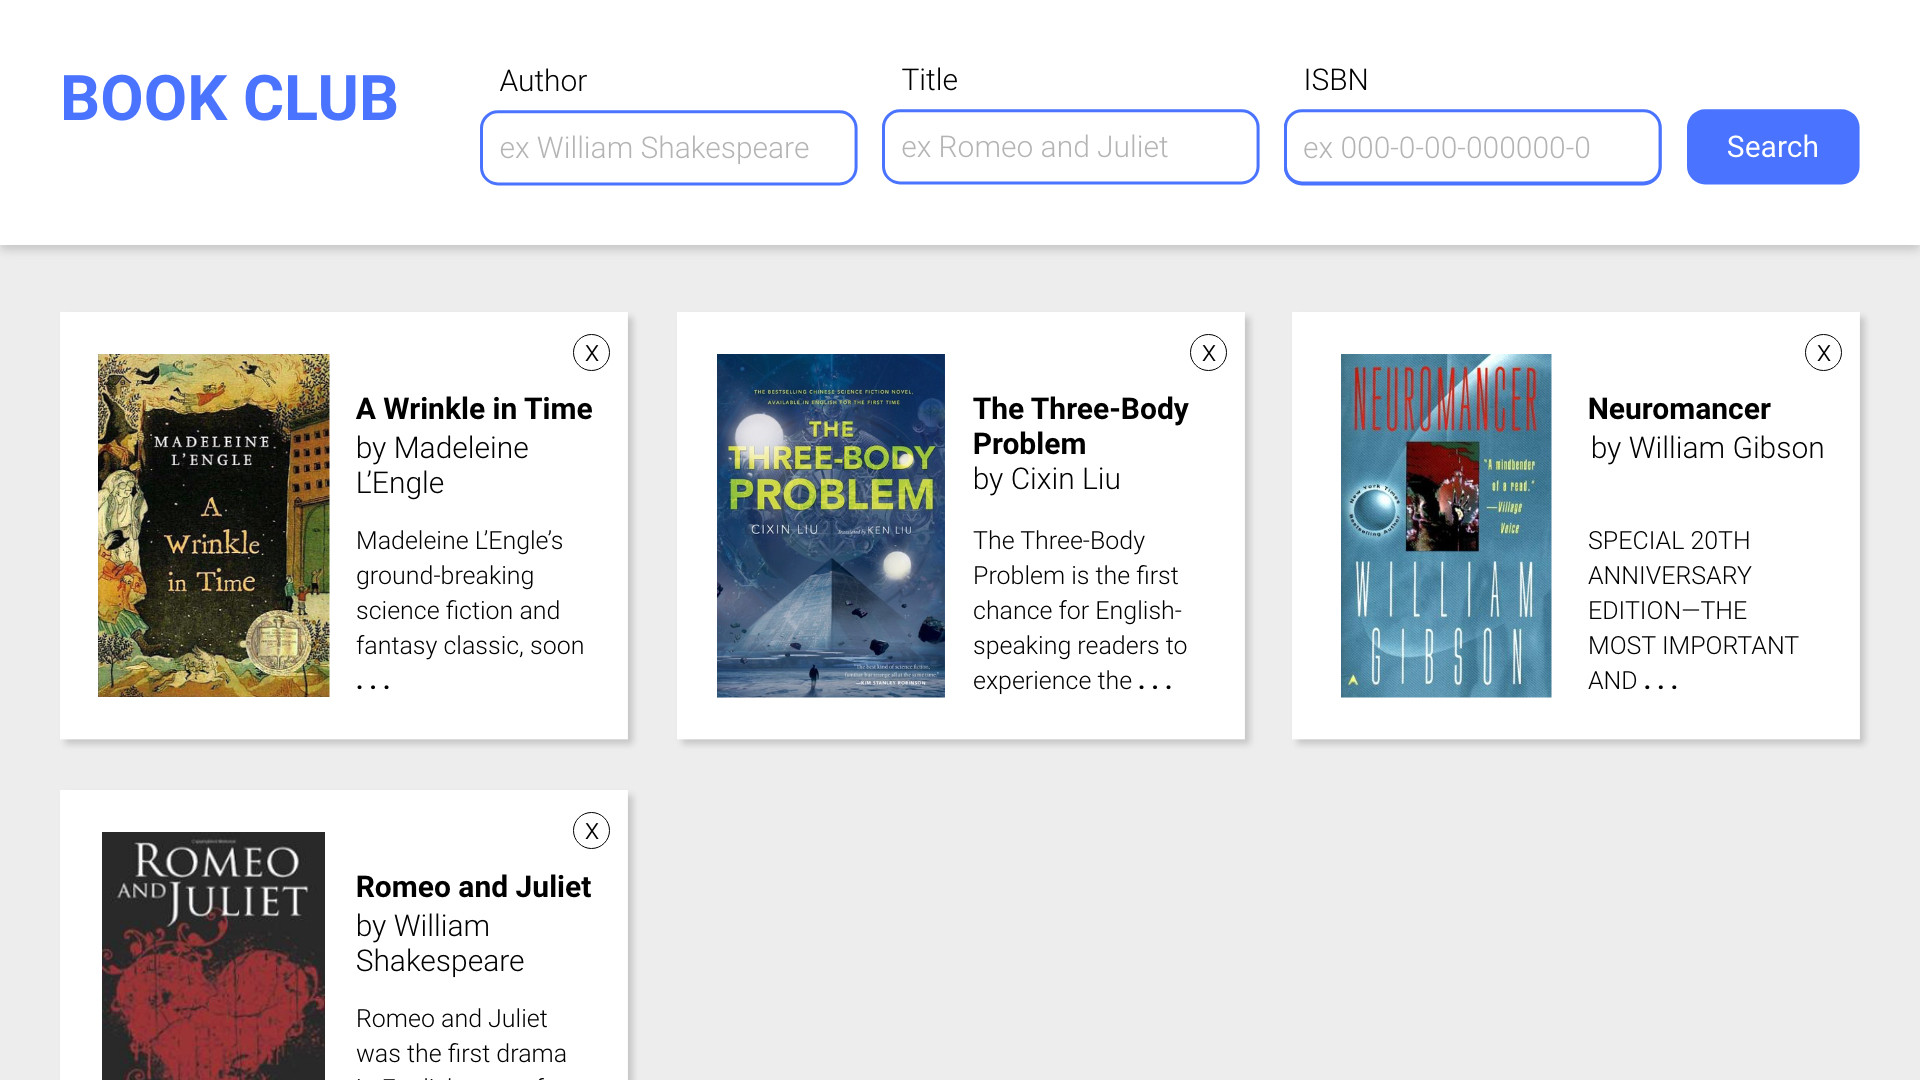 BOOK CLUB
Author
Title
ISBN
ex William Shakespeare
ex Romeo and Juliet
ex 000-0-00-000000-0
Search
X
MADELEINE
L'ENGLE
A
Wrinkle
in Time
A Wrinkle in Time
by Madeleine
L’Engle
Madeleine L’Engle’s
ground-breaking
science fiction and
fantasy classic, soon
...
X
THE BESTSELLING CHINESE SCIENCE FICTION NOVEL,
AVAILABLE IN ENGLISH FOR THE FIRST TIME
THE
THREE-BODY
PROBLEM
CIXIN LIU
Translated by KEN LIU
—KIM STANLEY ROBINSON
The Three-Body
Problem
by Cixin Liu
The Three-Body
Problem is the first
chance for English-
speaking readers to
experience the ...
X
NEUROMANCER
"A mindbender
of a read."
—Village
Voice
New York Times
Bestselling Author
WILLIAM
GIBSON
Neuromancer
by William Gibson
SPECIAL 20TH
ANNIVERSARY
EDITION—THE
MOST IMPORTANT
AND ...
X
ROMEO
AND JULIET
Romeo and Juliet
by William
Shakespeare
Romeo and Juliet
was the first drama